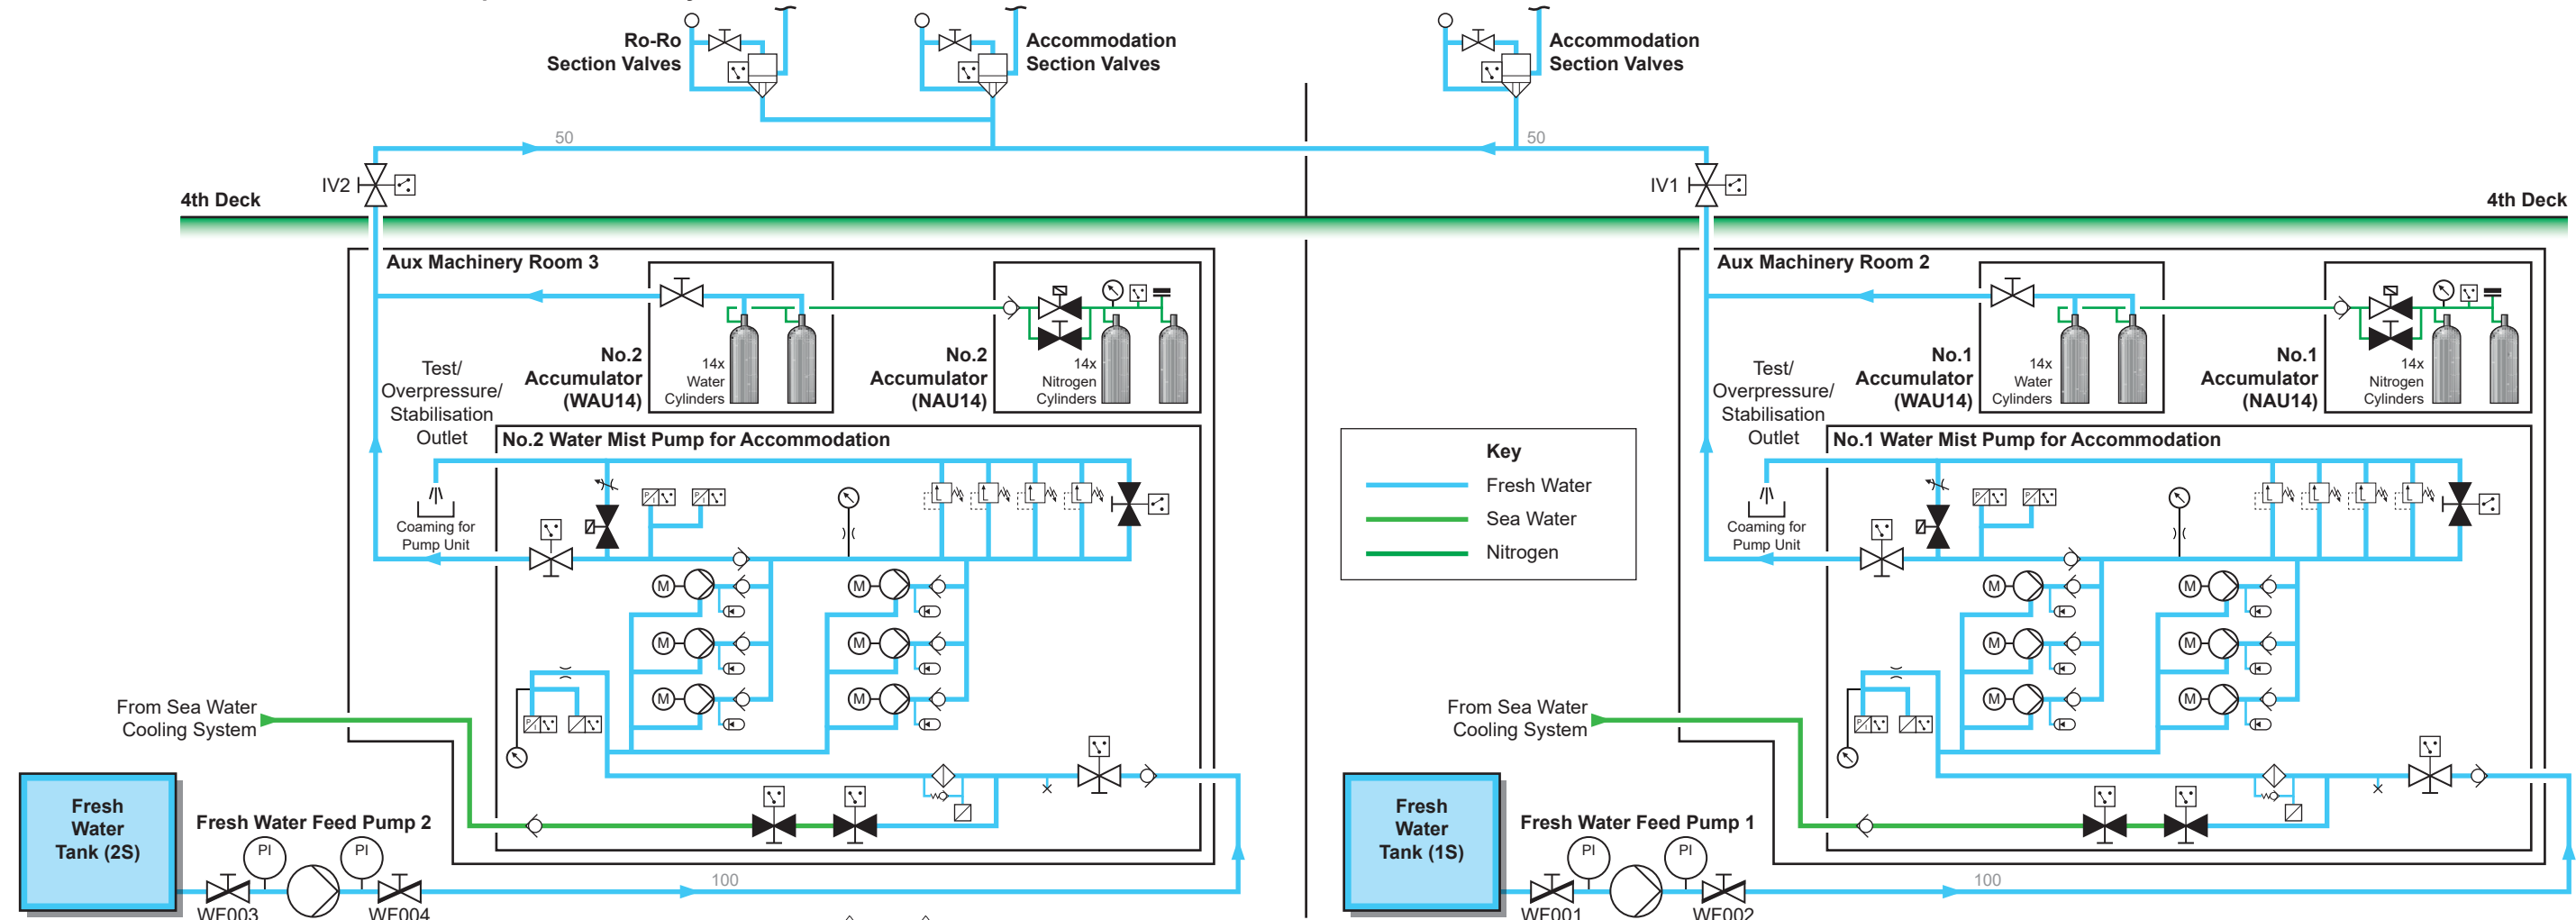 Ro-Ro
Section Valves
Accommodation
Section Valves
Accommodation
Section Valves
50
50
IV2
IV1
4th Deck
4th Deck
Aux Machinery Room 3
No.2
Accumulator
(WAU14)
14x
Water
Cylinders
No.2
Accumulator
(NAU14)
14x
Nitrogen
Cylinders
Test/
Overpressure/
Stabilisation
Outlet
Coaming for
Pump Unit
No.2 Water Mist Pump for Accommodation
P
I
P
I
L
L
L
L
M
M
M
M
M
M
P
I
From Sea Water
Cooling System
Fresh
Water
Tank (2S)
Fresh Water Feed Pump 2
PI
PI
WF003
WF004
100
Key
Fresh Water
Sea Water
Nitrogen
Aux Machinery Room 2
No.1
Accumulator
(WAU14)
14x
Water
Cylinders
No.1
Accumulator
(NAU14)
14x
Nitrogen
Cylinders
Test/
Overpressure/
Stabilisation
Outlet
Coaming for
Pump Unit
No.1 Water Mist Pump for Accommodation
P
I
P
I
L
L
L
L
M
M
M
M
M
M
P
I
From Sea Water
Cooling System
Fresh
Water
Tank (1S)
Fresh Water Feed Pump 1
PI
PI
WF001
WF002
100